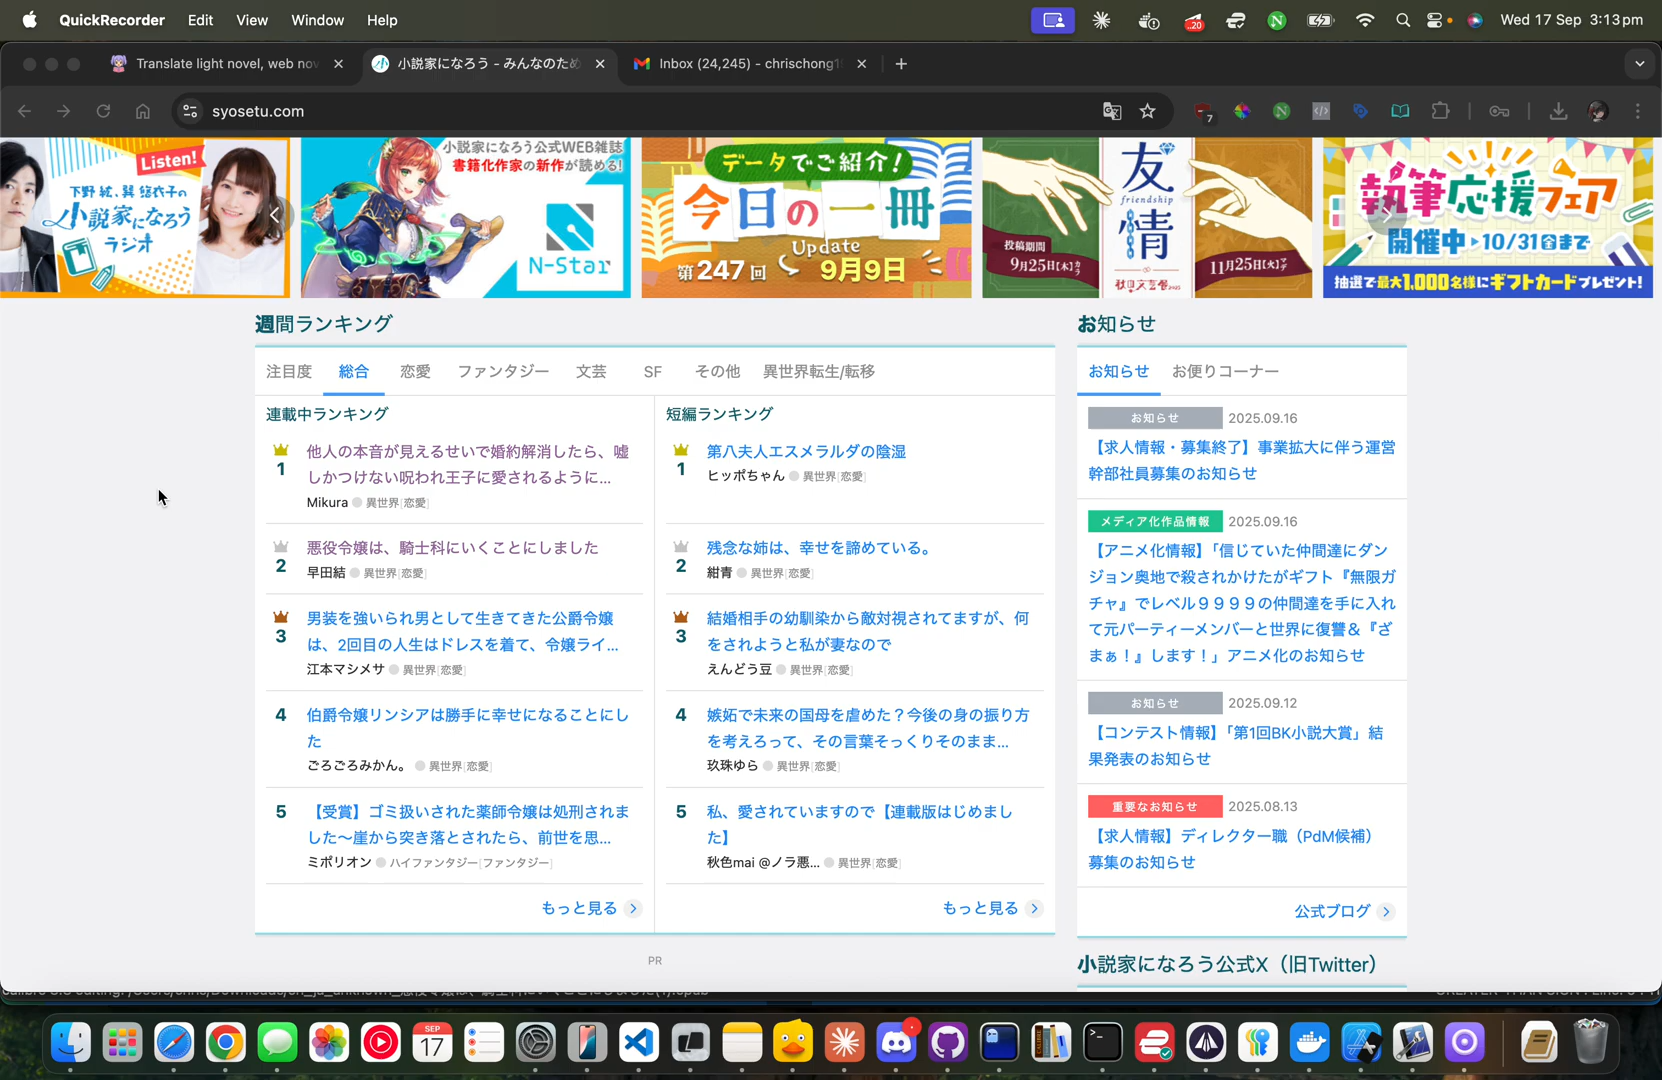 QuickRecorder Edit View Window Help
20
Wed 17 Sep 3:13pm
Translate light novel, web nov
小説家になろう - みんなのため
Inbox (24,245) - chrischong1
syosetu.com
7
Listen!
下野 紘、巽 悠衣子の
小説家になろう
ラジオ
小説家になろう公式WEB雑誌
書籍化作家の新作が読める!
N-Star
データでご紹介!
今日の一冊
Update
第247回
9月9日
友情
friendship
投稿期間
9月25日[木]カラ
11月25日[火]マデ
執筆応援フェア
開催中▶10/31金まで
抽選で最大1,000名様にギフトカードプレゼント!
週間ランキング
注目度 総合 恋愛 ファンタジー 文芸 SF その他 異世界転生/転移
連載中ランキング
1
他人の本音が見えるせいで婚約解消したら、嘘
しかつけない呪われ王子に愛されるように...
Mikura 異世界[恋愛]
2
悪役令嬢は、騎士科にいくことにしました
早田結 異世界[恋愛]
3
男装を強いられ男として生きてきた公爵令嬢
は、2回目の人生はドレスを着て、令嬢ライ...
江本マシメサ 異世界[恋愛]
4
伯爵令嬢リンシアは勝手に幸せになることにし
た
ごろごろみかん。 異世界[恋愛]
5
【受賞】ゴミ扱いされた薬師令嬢は処刑されま
した〜崖から突き落とされたら、前世を思...
ミポリオン ハイファンタジー[ファンタジー]
もっと見る
短編ランキング
1
第八夫人エスメラルダの陰湿
ヒッポちゃん 異世界[恋愛]
2
残念な姉は、幸せを諦めている。
紺青 異世界[恋愛]
3
結婚相手の幼馴染から敵対視されてますが、何
をされようと私が妻なので
えんどう豆 異世界[恋愛]
4
嫉妬で未来の国母を虐めた？今後の身の振り方
を考えろって、その言葉そっくりそのまま...
玖珠ゆら 異世界[恋愛]
5
私、愛されていますので【連載版はじめまし
た】
秋色mai @ノラ悪... 異世界[恋愛]
もっと見る
PR
お知らせ
お知らせ お便りコーナー
お知らせ 2025.09.16
【求人情報・募集終了】事業拡大に伴う運営
幹部社員募集のお知らせ
メディア化作品情報 2025.09.16
【アニメ化情報】「信じていた仲間達にダン
ジョン奥地で殺されかけたがギフト『無限ガ
チャ』でレベル９９９９の仲間達を手に入れ
て元パーティーメンバーと世界に復讐＆『ざ
まぁ！』します！」アニメ化のお知らせ
お知らせ 2025.09.12
【コンテスト情報】「第1回BK小説大賞」結
果発表のお知らせ
重要なお知らせ 2025.08.13
【求人情報】ディレクター職（PdM候補）
募集のお知らせ
公式ブログ
小説家になろう公式X（旧Twitter）
SEP
17